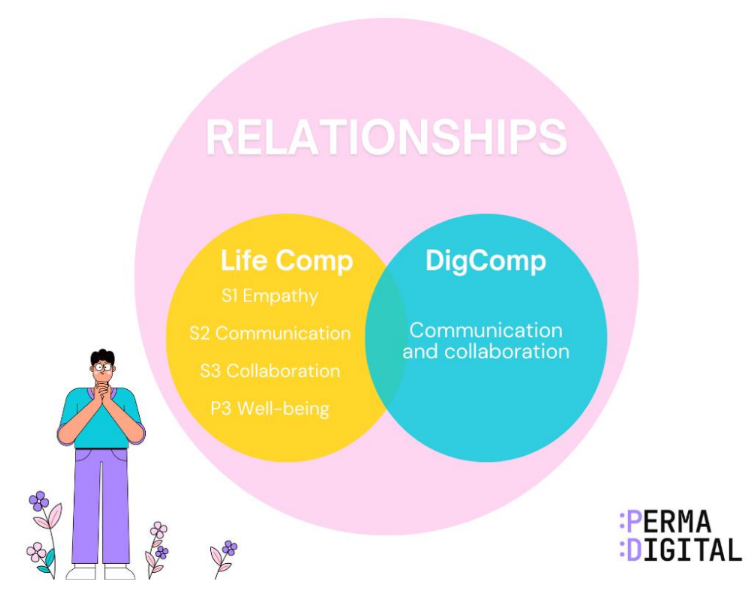 RELATIONSHIPS
Life Comp
S1 Empathy
S2 Communication
S3 Collaboration
P3 Well-being
DigComp
Communication
and collaboration
:PERMA
:DIGITAL